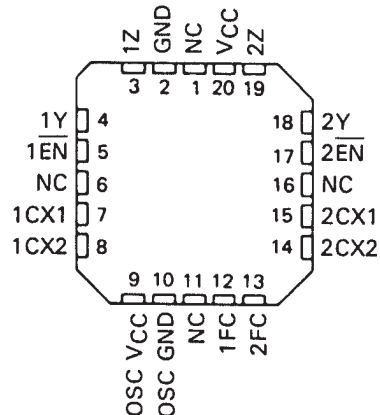 1Z GND NC VCC 2Z
3 2 1 20 19
1Y 4 18 2Y
1EN 5 17 2EN
NC 6 16 NC
1CX1 7 15 2CX1
1CX2 8 14 2CX2
9 10 11 12 13
OSC VCC OSC GND NC 1FC 2FC